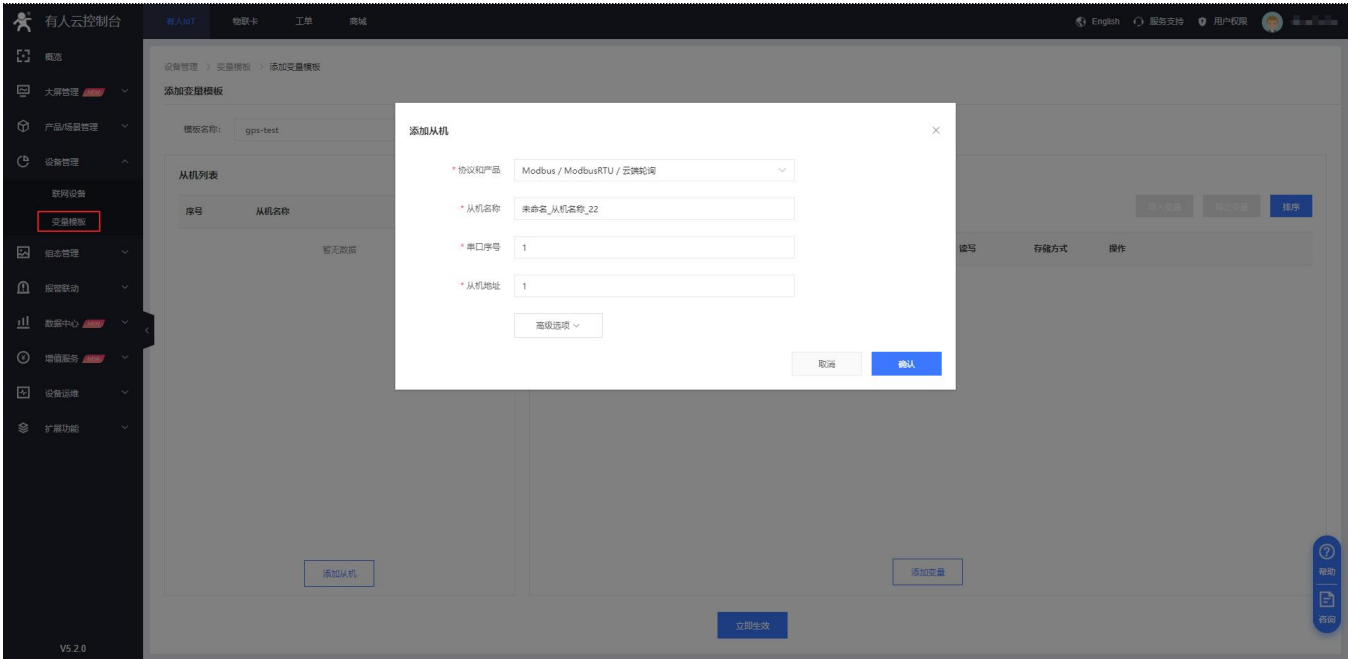 有人云控制台
有人IoT 物联卡 工单 商城
English 服务支持 用户权限
概览
大屏管理 NEW
产品/场景管理
设备管理
联网设备
变量模板
组态管理
报警联动
数据中心 NEW
增值服务 NEW
设备运维
扩展功能
V5.2.0
设备管理 > 变量模板 > 添加变量模板
添加变量模板
模板名称: gps-test
从机列表
序号 从机名称
暂无数据
添加从机
添加从机
* 协议和产品 Modbus / ModbusRTU / 云端轮询
* 从机名称 未命名_从机名称_22
* 串口序号 1
* 从机地址 1
高级选项
取消 确认
排序
读写 存储方式 操作
添加变量
立即生效
帮助
咨询